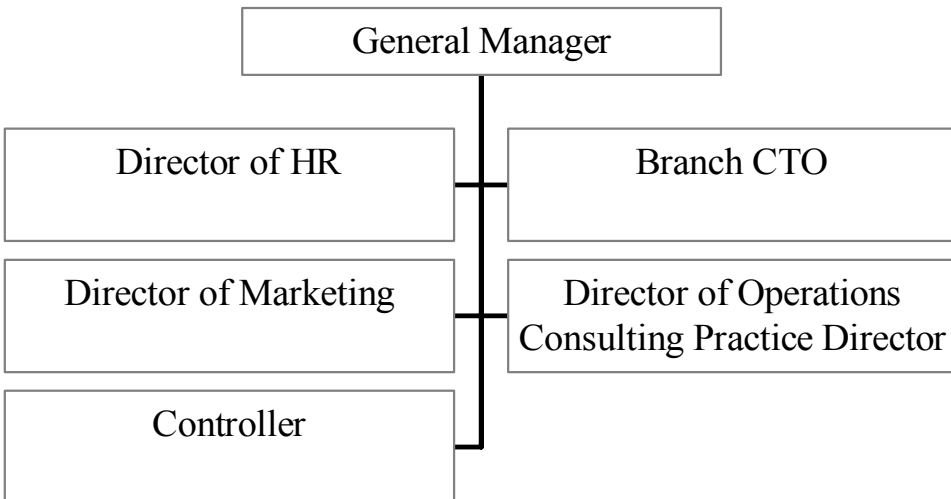 General Manager
Director of HR
Branch CTO
Director of Marketing
Director of Operations
Consulting Practice Director
Controller